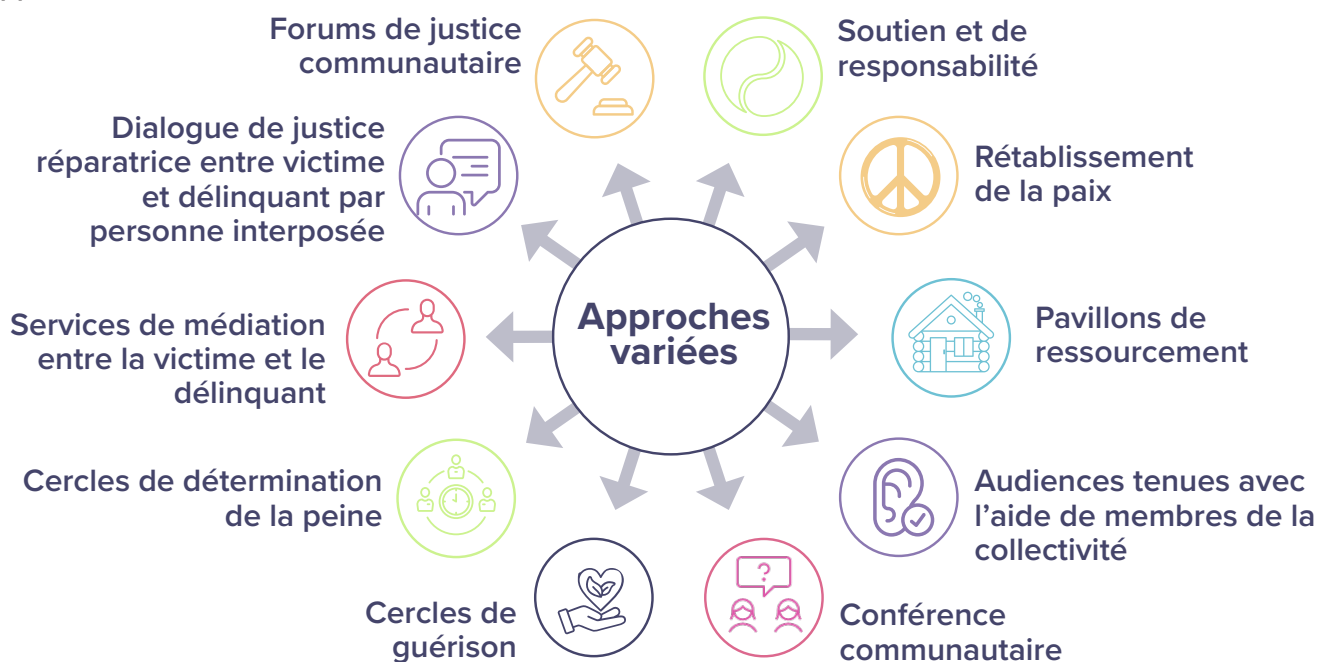 Forums de justice
communautaire
Soutien et de
responsabilité
Dialogue de justice
réparatrice entre victime
et délinquant par
personne interposée
Rétablissement
de la paix
Approches
variées
Services de médiation
entre la victime et le
délinquant
Pavillons de
ressourcement
Cercles de détermination
de la peine
Audiences tenues avec
l’aide de membres de la
collectivité
Cercles de
guérison
?
Conférence
communautaire